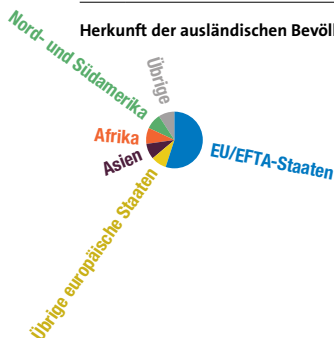 Herkunft der ausländischen Bevöl
Nord- und Südamerika
Übrige
Afrika
Asien
EU/EFTA-Staaten
Übrige europäische Staaten